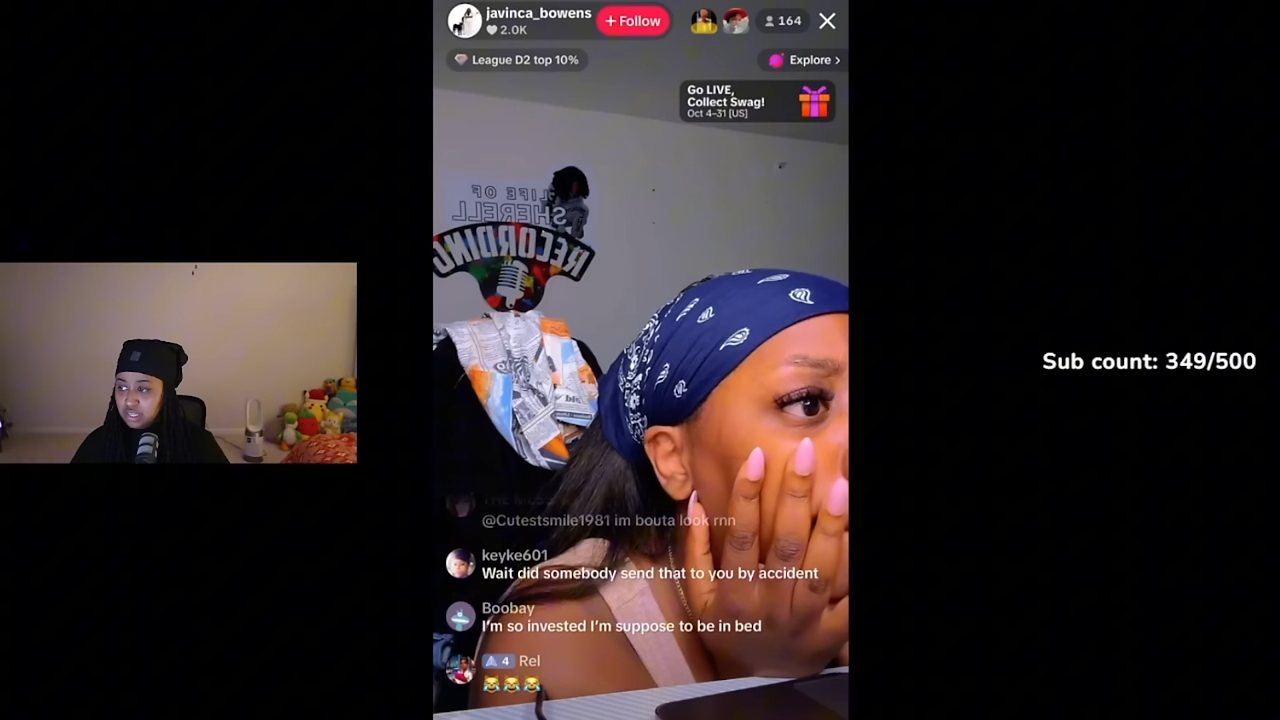 javinca_bowens
2.0K
+ Follow
164
League D2 top 10%
Explore >
Go LIVE,
Collect Swag!
Oct 4-31 [US]
LIFE OF
SHERELL
RECORDING
@Cutestsmile1981 im bouta look rnn
keyke601
Wait did somebody send that to you by accident
Boobay
I'm so invested I'm suppose to be in bed
4 Rel
😂😂😂
Sub count: 349/500